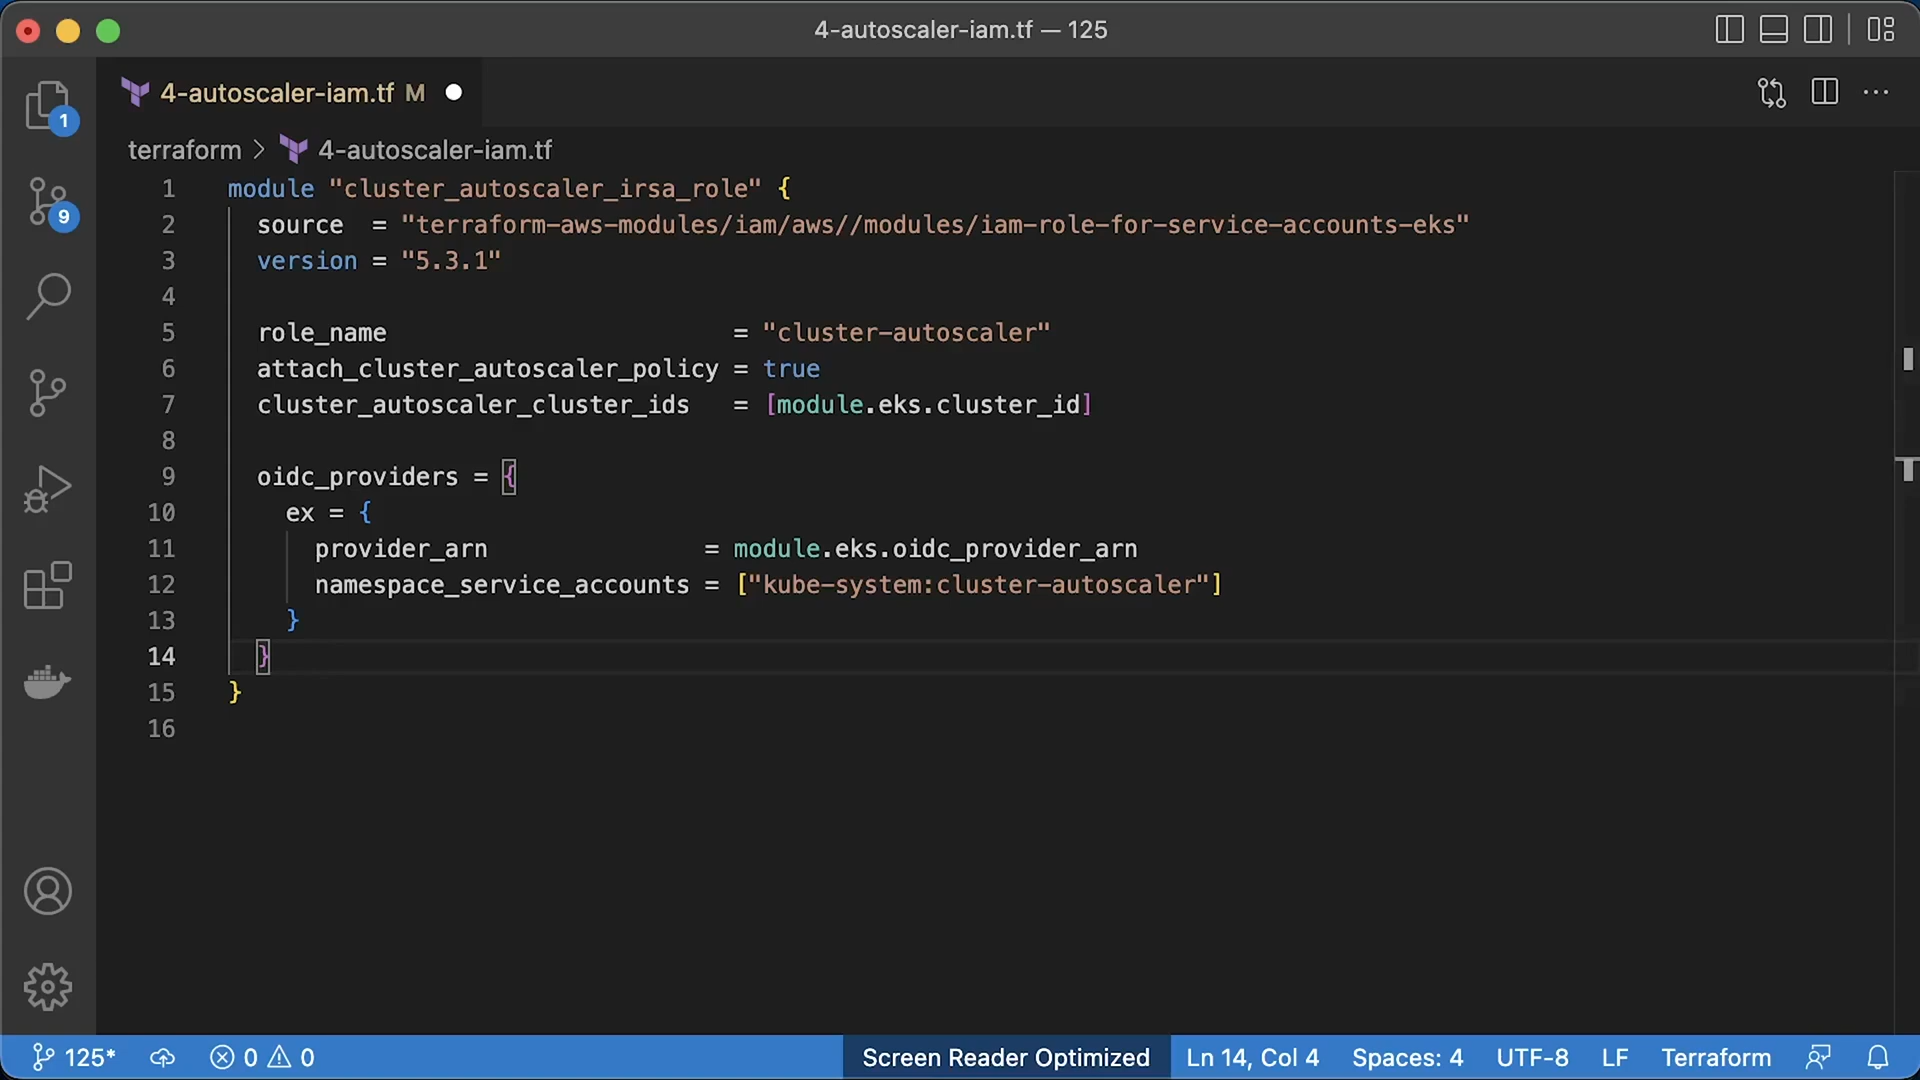 4-autoscaler-iam.tf — 125
4-autoscaler-iam.tf M
1
terraform > 4-autoscaler-iam.tf
9
1 module "cluster_autoscaler_irsa_role" {
2   source  = "terraform-aws-modules/iam/aws//modules/iam-role-for-service-accounts-eks"
3   version = "5.3.1"
4
5   role_name                        = "cluster-autoscaler"
6   attach_cluster_autoscaler_policy = true
7   cluster_autoscaler_cluster_ids   = [module.eks.cluster_id]
8
9   oidc_providers = {
10     ex = {
11       provider_arn               = module.eks.oidc_provider_arn
12       namespace_service_accounts = ["kube-system:cluster-autoscaler"]
13     }
14   }
15 }
16
125* 0 0 Screen Reader Optimized Ln 14, Col 4 Spaces: 4 UTF-8 LF Terraform